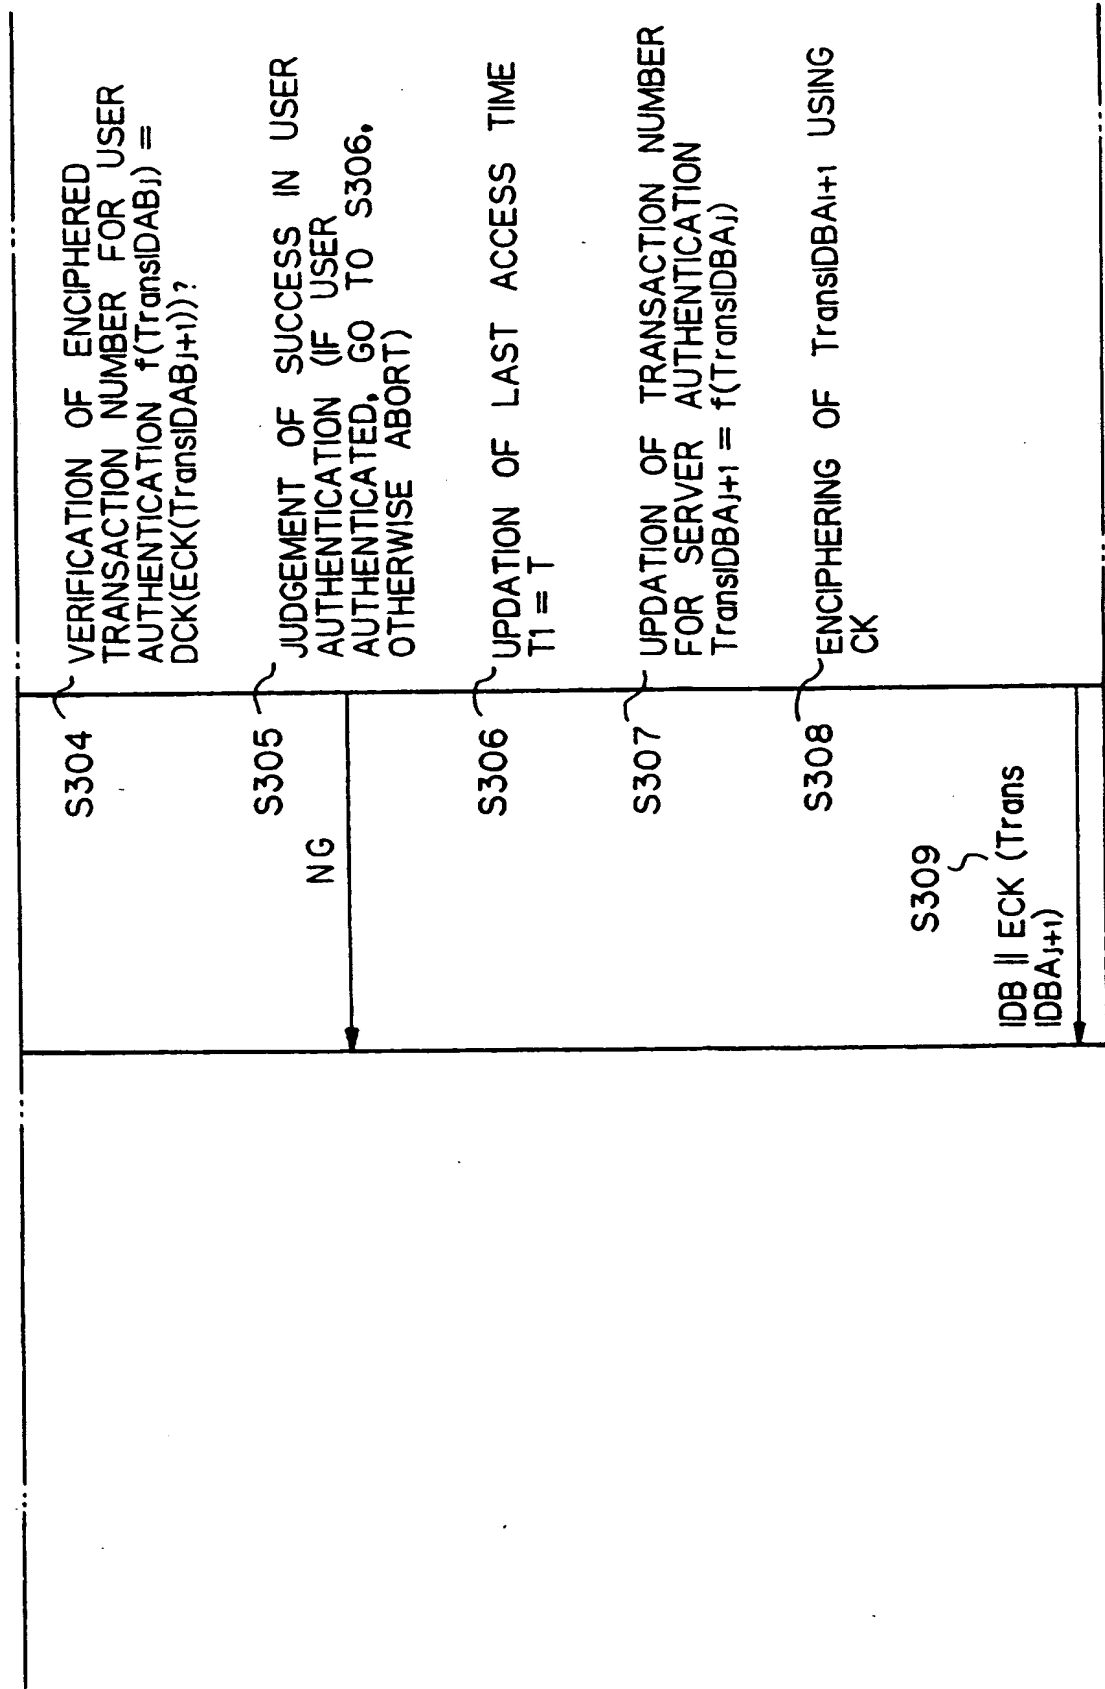 S304
VERIFICATION OF ENCIPHERED
TRANSACTION NUMBER FOR USER
AUTHENTICATION f(TransIDABj) =
DCK(ECK(TransIDABj+1))?
S305
JUDGEMENT OF SUCCESS IN USER
AUTHENTICATION (IF USER
AUTHENTICATED, GO TO S306,
OTHERWISE ABORT)
NG
S306
UPDATION OF LAST ACCESS TIME
T1 = T
S307
UPDATION OF TRANSACTION NUMBER
FOR SERVER AUTHENTICATION
TransIDBAj+1 = f(TransIDBAj)
S308
ENCIPHERING OF TransIDBAi+1 USING
CK
S309
IDB || ECK (Trans
IDBAj+1)